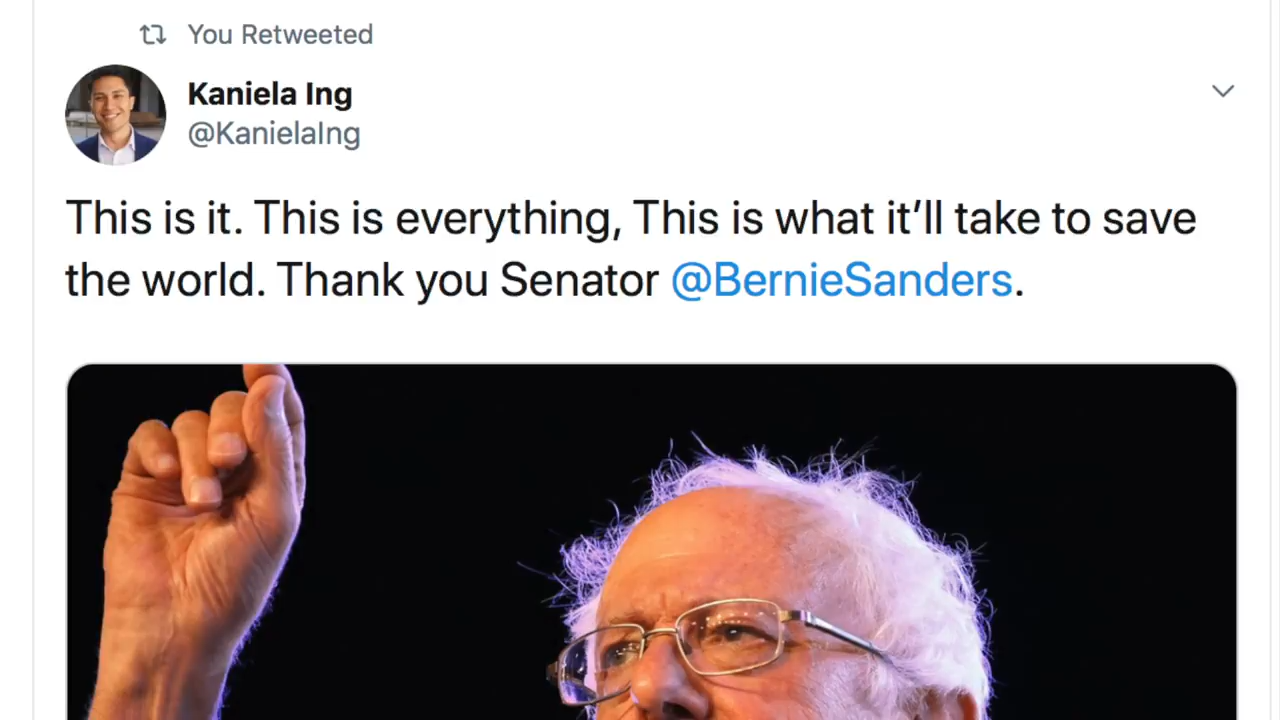 You Retweeted
Kaniela Ing
@KanielaIng
This is it. This is everything, This is what it’ll take to save
the world. Thank you Senator @BernieSanders.